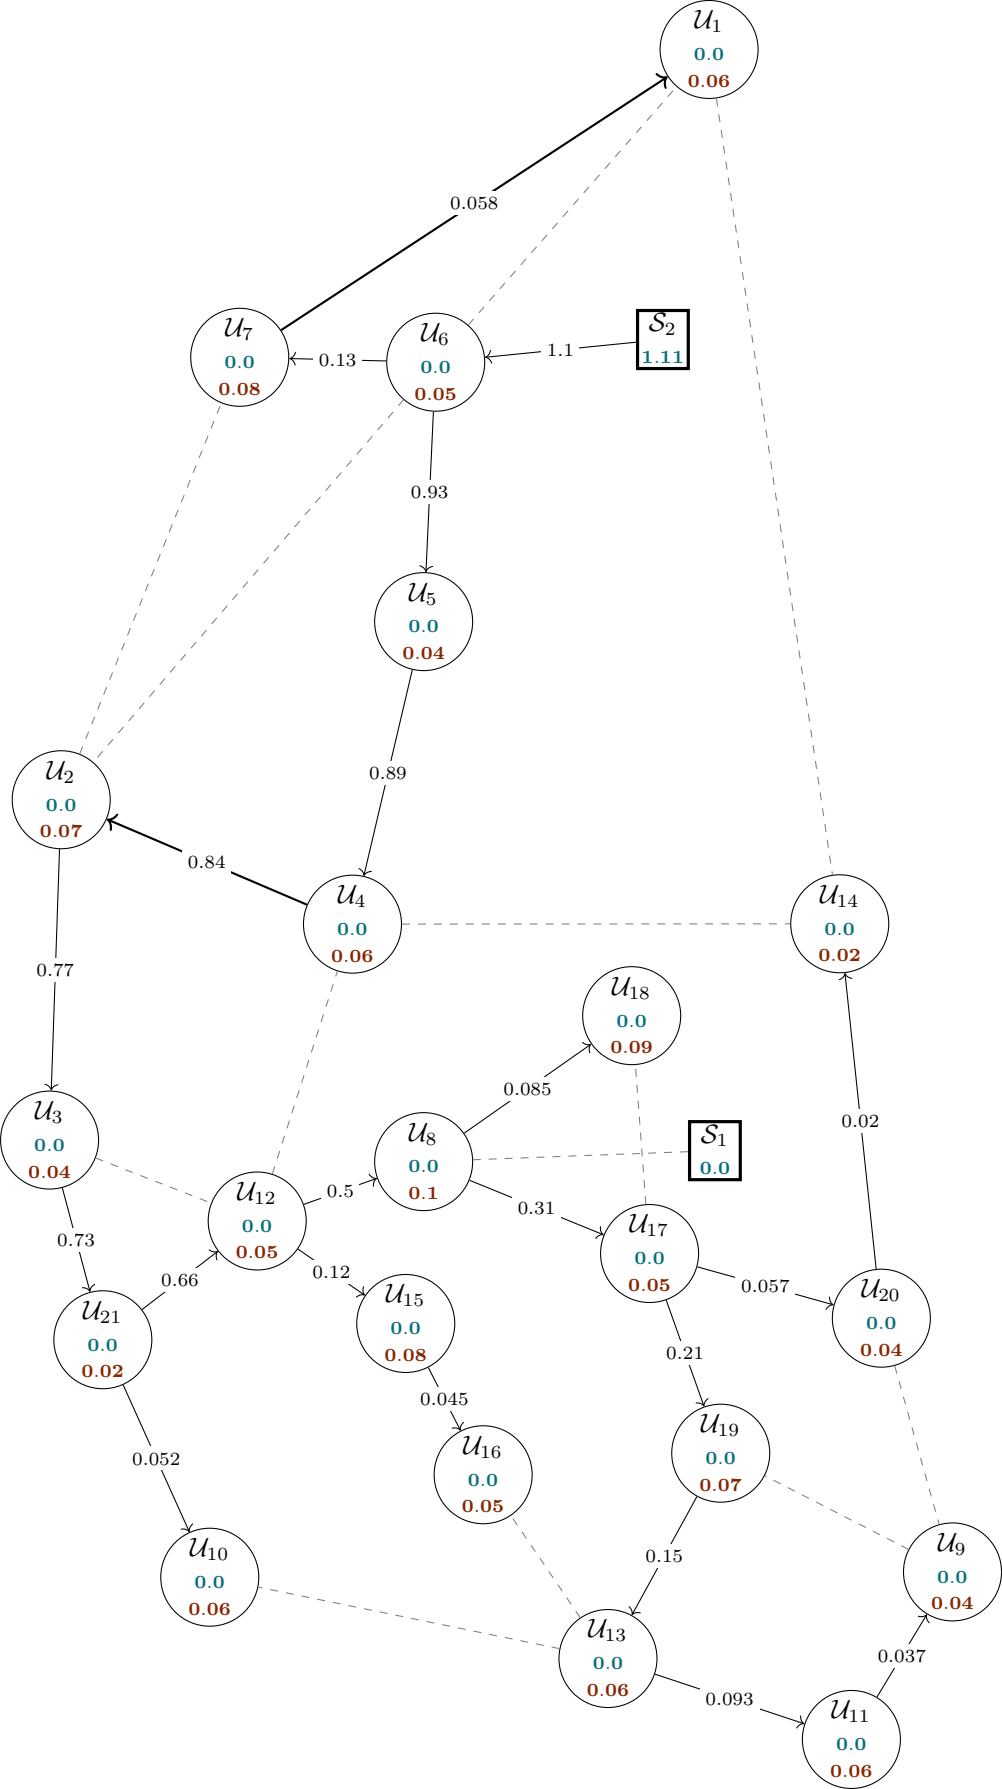 𝒰₁
0.0
0.06
0.058
𝒰₇
0.0
0.08
0.13
𝒰₆
0.0
0.05
1.1
𝒮₂
1.11
0.93
𝒰₅
0.0
0.04
0.89
𝒰₂
0.0
0.07
0.84
𝒰₄
0.0
0.06
𝒰₁₄
0.0
0.02
0.77
𝒰₁₈
0.0
0.09
0.085
𝒰₃
0.0
0.04
𝒰₈
0.0
0.1
𝒮₁
0.0
0.02
𝒰₁₂
0.0
0.05
0.5
0.31
𝒰₁₇
0.0
0.05
0.73
0.66
0.12
0.057
𝒰₂₁
0.0
0.02
𝒰₁₅
0.0
0.08
𝒰₂₀
0.0
0.04
0.21
0.045
0.052
𝒰₁₆
0.0
0.05
𝒰₁₉
0.0
0.07
0.15
𝒰₁₀
0.0
0.06
𝒰₉
0.0
0.04
𝒰₁₃
0.0
0.06
0.037
0.093
𝒰₁₁
0.0
0.06